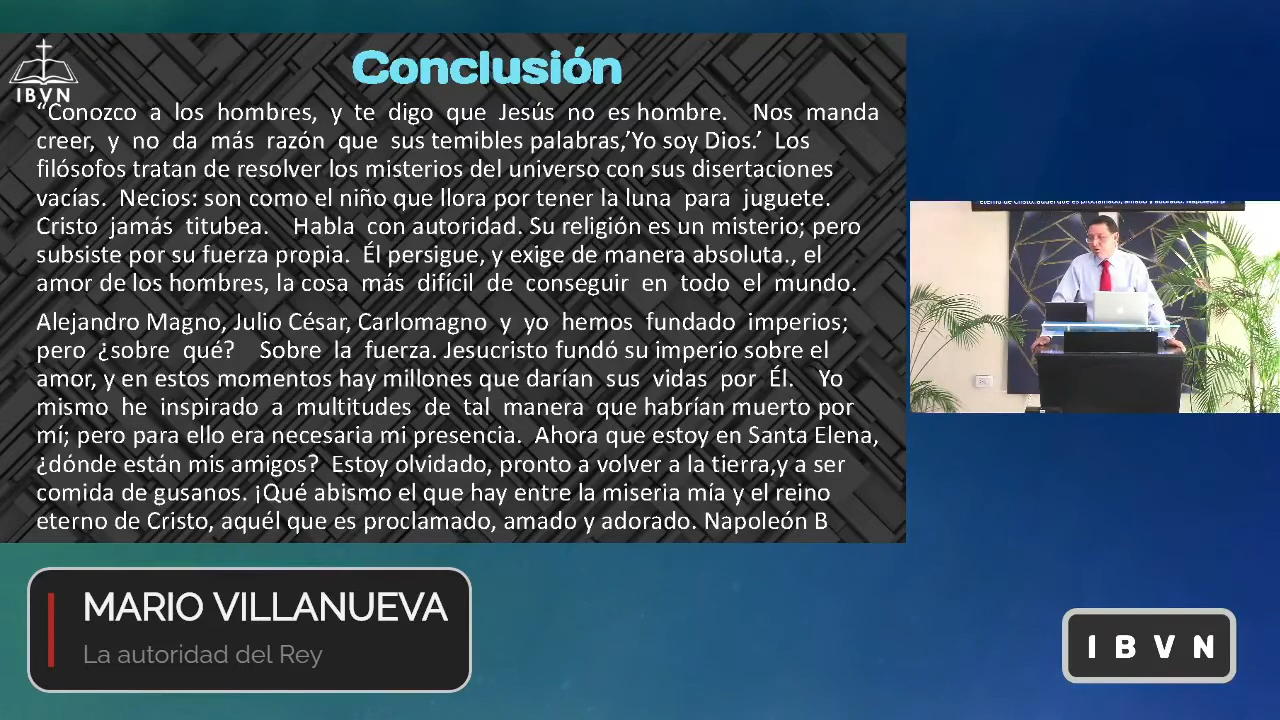 Conclusión
IBVN
“Conozco a los hombres, y te digo que Jesús no es hombre. Nos manda
creer, y no da más razón que sus temibles palabras,’Yo soy Dios.’ Los
filósofos tratan de resolver los misterios del universo con sus disertaciones
vacías. Necios: son como el niño que llora por tener la luna para juguete.
Cristo jamás titubea. Habla con autoridad. Su religión es un misterio; pero
subsiste por su fuerza propia. Él persigue, y exige de manera absoluta., el
amor de los hombres, la cosa más difícil de conseguir en todo el mundo.
Alejandro Magno, Julio César, Carlomagno y yo hemos fundado imperios;
pero ¿sobre qué? Sobre la fuerza. Jesucristo fundó su imperio sobre el
amor, y en estos momentos hay millones que darían sus vidas por Él. Yo
mismo he inspirado a multitudes de tal manera que habrían muerto por
mí; pero para ello era necesaria mi presencia. Ahora que estoy en Santa Elena,
¿dónde están mis amigos? Estoy olvidado, pronto a volver a la tierra,y a ser
comida de gusanos. ¡Qué abismo el que hay entre la miseria mía y el reino
eterno de Cristo, aquél que es proclamado, amado y adorado. Napoleón B
eterno de Cristo, aquél que es proclamado, amado y adorado. Napoleón B
MARIO VILLANUEVA
La autoridad del Rey
IBVN